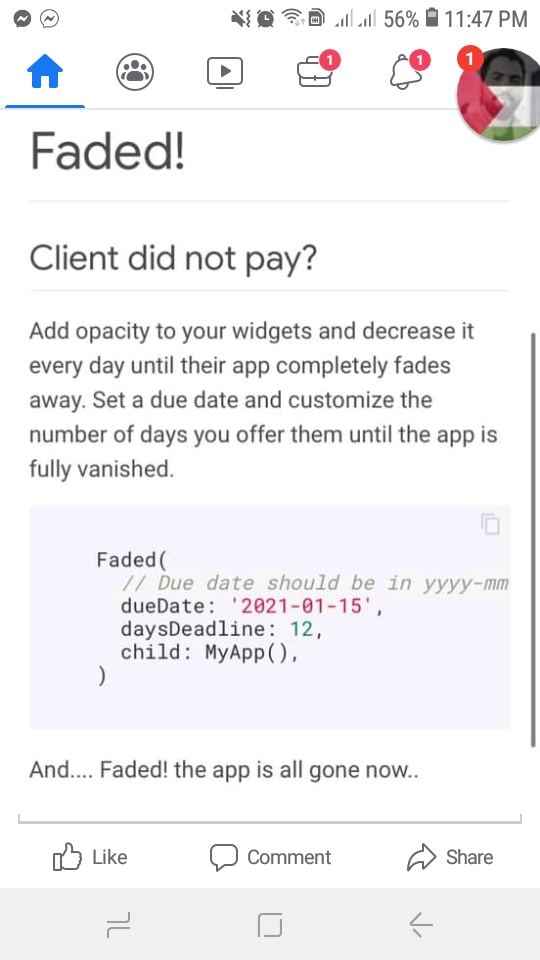 56% 11:47 PM
1
1
1
Faded!
Client did not pay?
Add opacity to your widgets and decrease it
every day until their app completely fades
away. Set a due date and customize the
number of days you offer them until the app is
fully vanished.
Faded(
// Due date should be in yyyy-mm
dueDate: '2021-01-15',
daysDeadline: 12,
child: MyApp(),
)
And.... Faded! the app is all gone now..
Like
Comment
Share